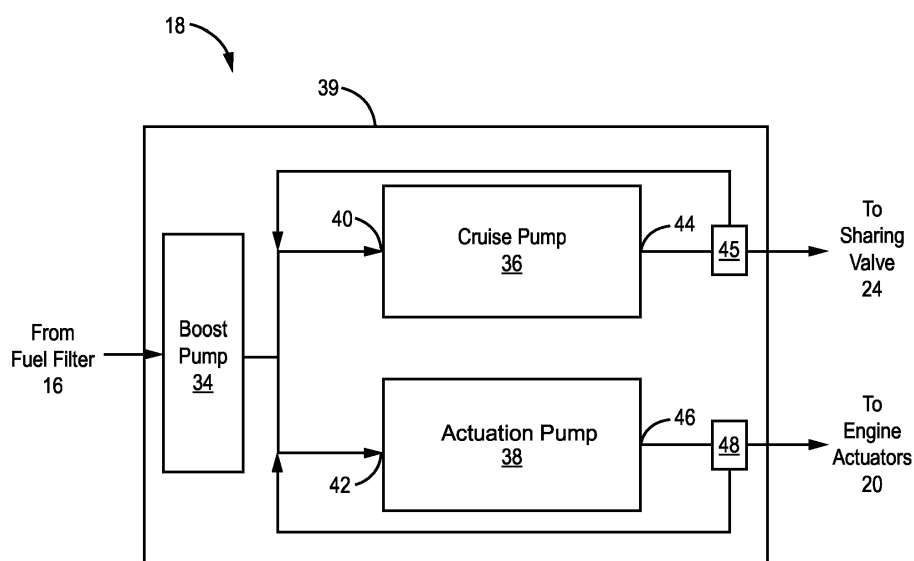 18
39
40
Cruise Pump
36
44
45
To
Sharing
Valve
24
From
Fuel Filter
16
Boost
Pump
34
42
Actuation Pump
38
46
48
To
Engine
Actuators
20